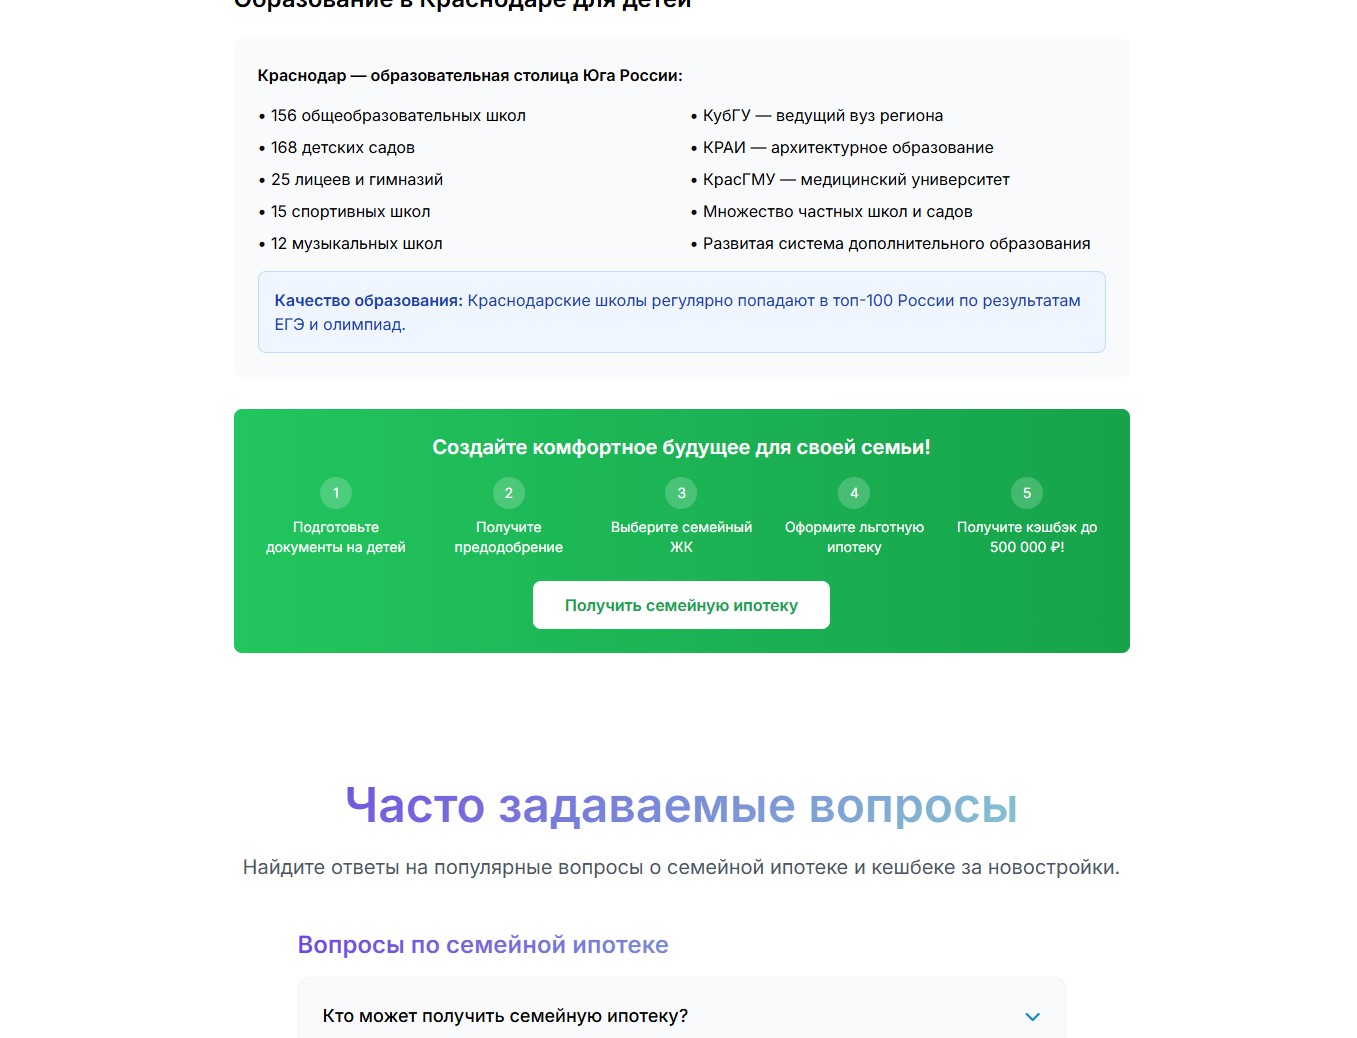 Образование в Краснодаре для детей
Краснодар — образовательная столица Юга России:
• 156 общеобразовательных школ
• 168 детских садов
• 25 лицеев и гимназий
• 15 спортивных школ
• 12 музыкальных школ
• КубГУ — ведущий вуз региона
• КРАИ — архитектурное образование
• КрасГМУ — медицинский университет
• Множество частных школ и садов
• Развитая система дополнительного образования
Качество образования: Краснодарские школы регулярно попадают в топ-100 России по результатам
ЕГЭ и олимпиад.
Создайте комфортное будущее для своей семьи!
1
Подготовьте
документы на детей
2
Получите
предодобрение
3
Выберите семейный
ЖК
4
Оформите льготную
ипотеку
5
Получите кэшбэк до
500 000 ₽!
Получить семейную ипотеку
Часто задаваемые вопросы
Найдите ответы на популярные вопросы о семейной ипотеке и кешбеке за новостройки.
Вопросы по семейной ипотеке
Кто может получить семейную ипотеку?